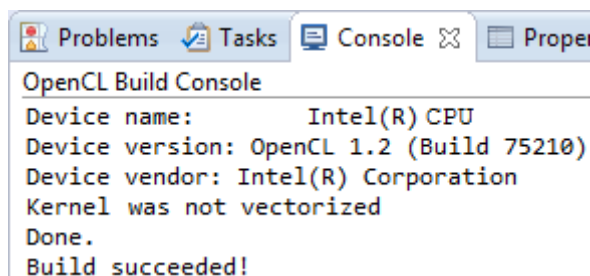 Problems Tasks Console Proper
OpenCL Build Console
Device name: Intel(R) CPU
Device version: OpenCL 1.2 (Build 75210)
Device vendor: Intel(R) Corporation
Kernel was not vectorized
Done.
Build succeeded!